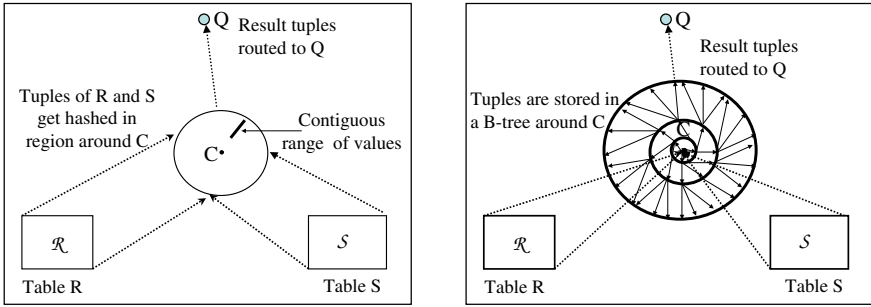 Q
Result tuples
routed to Q
Tuples of R and S
get hashed in
region around C
C
Contiguous
range of values
R
S
Table R
Table S
Q
Result tuples
routed to Q
Tuples are stored in
a B-tree around C
C
R
S
Table R
Table S